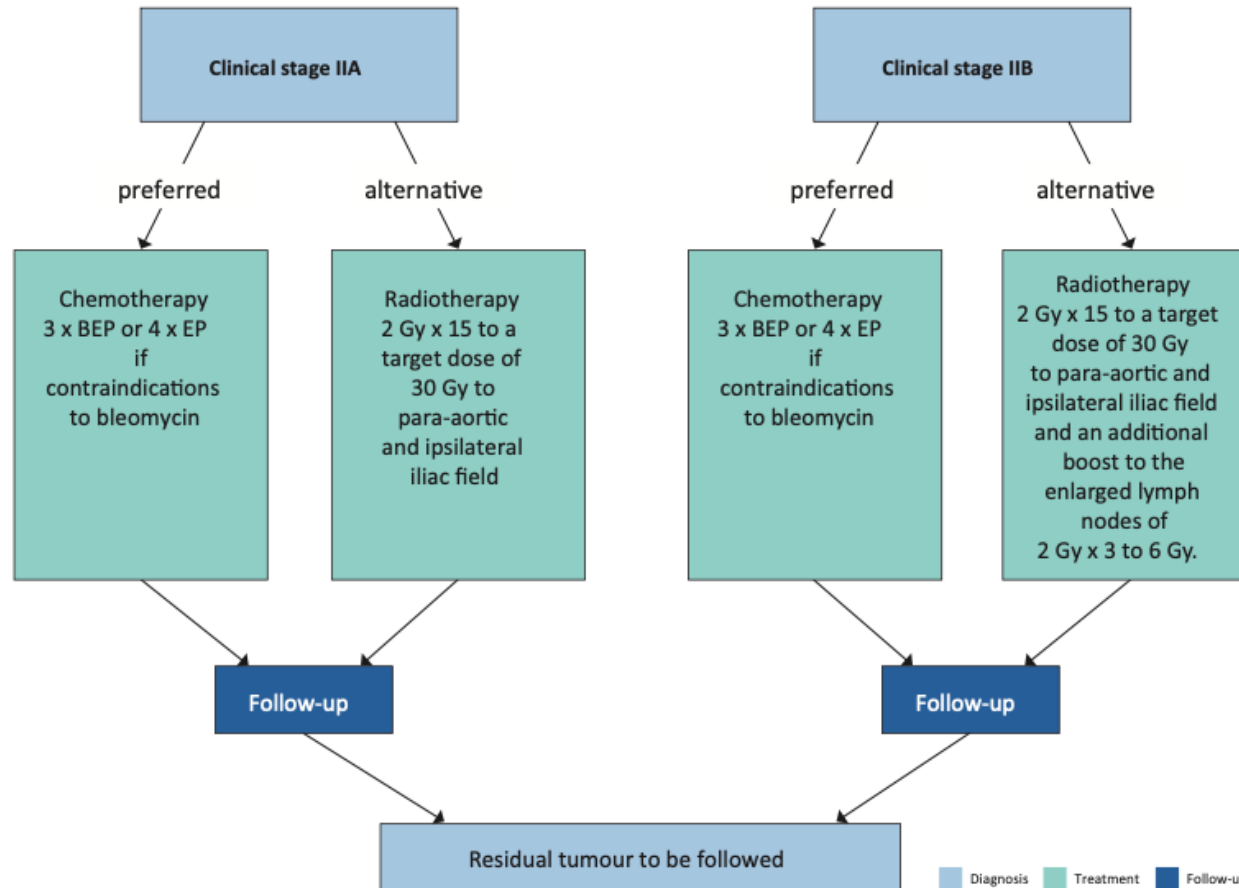 Clinical stage IIA
Clinical stage IIB
preferred
alternative
preferred
alternative
Chemotherapy
3 x BEP or 4 x EP
if
contraindications
to bleomycin
Radiotherapy
2 Gy x 15 to a
target dose of
30 Gy to
para-aortic
and ipsilateral
iliac field
Chemotherapy
3 x BEP or 4 x EP
if
contraindications
to bleomycin
Radiotherapy
2 Gy x 15 to a target
dose of 30 Gy
to para-aortic and
ipsilateral iliac field
and an additional
boost to the
enlarged lymph
nodes of
2 Gy x 3 to 6 Gy.
Follow-up
Follow-up
Residual tumour to be followed
Diagnosis
Treatment
Follow-u